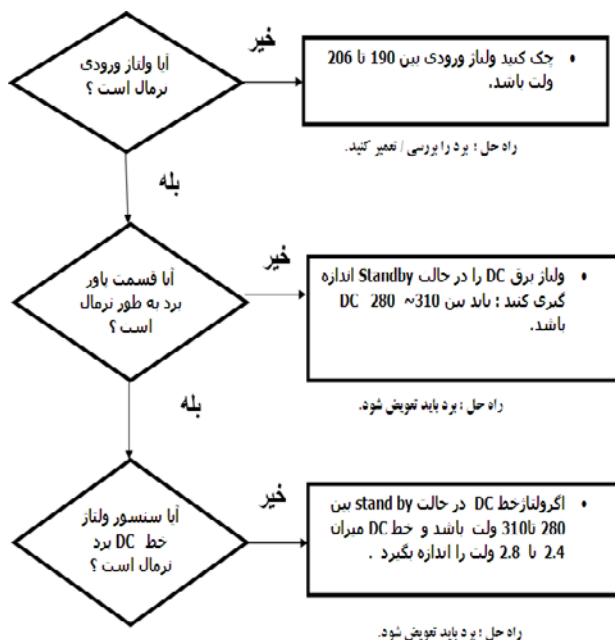 خیر
آیا ولتاژ ورودی
نرمال است ؟
• چک کنید ولتاژ ورودی بین 190 تا 206
ولت باشد.
راه حل : برد را بررسی / تعمیر کنید.
بله
خیر
آیا قسمت پاور
برد به طور نرمال
است ؟
• ولتاژ برق DC را در حالت Standby اندازه
گیری کنید : باید بین 310~ 280 DC
باشد.
راه حل : برد باید تعویض شود.
بله
خیر
آیا سنسور ولتاژ
خط DC برد
نرمال است ؟
• اگرولتاژخط DC در حالت stand by بین
280 تا310 ولت باشد و خط DC میزان
2.4 تا 2.8 ولت را اندازه بگیرد .
راه حل : برد باید تعویض شود.